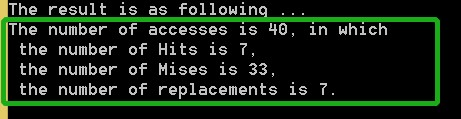 The result is as following ...
The number of accesses is 40, in which
the number of Hits is 7,
the number of Mises is 33,
the number of replacements is 7.